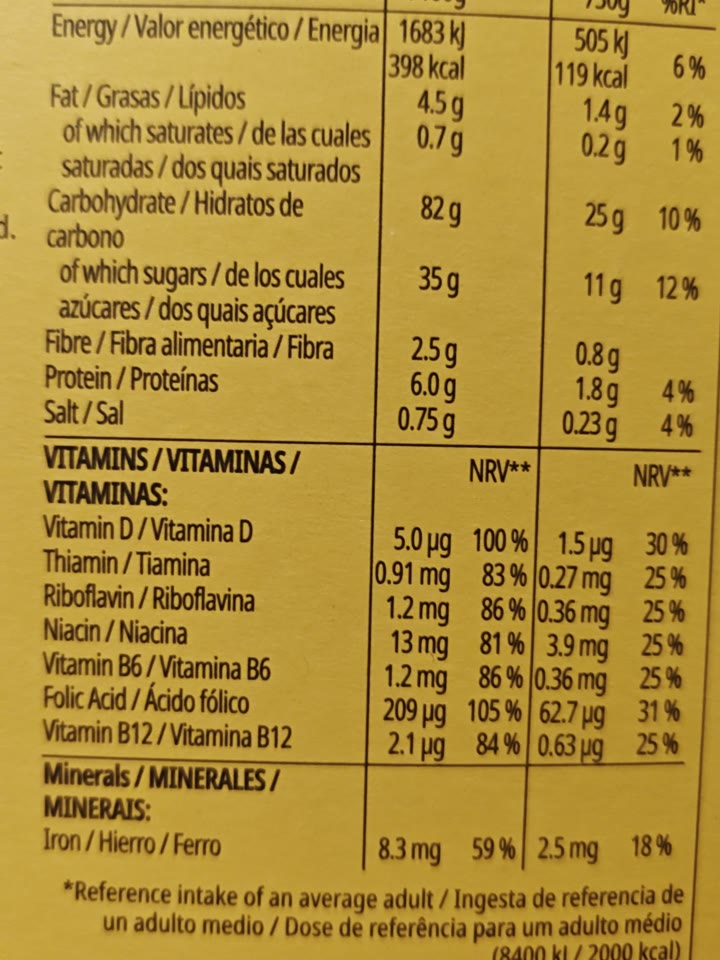 %RI*
Energy / Valor energético / Energia 1683 kJ 505 kJ
398 kcal 119 kcal 6 %
Fat / Grasas / Lípidos 4.5 g 1.4 g 2 %
of which saturates / de las cuales 0.7 g 0.2 g 1 %
saturadas / dos quais saturados
Carbohydrate / Hidratos de 82 g 25 g 10 %
d. carbono
of which sugars / de los cuales 35 g 11 g 12 %
azúcares / dos quais açúcares
Fibre / Fibra alimentaria / Fibra 2.5 g 0.8 g
Protein / Proteínas 6.0 g 1.8 g 4 %
Salt / Sal 0.75 g 0.23 g 4 %
VITAMINS / VITAMINAS / NRV** NRV**
VITAMINAS:
Vitamin D / Vitamina D 5.0 µg 100 % 1.5 µg 30 %
Thiamin / Tiamina 0.91 mg 83 % 0.27 mg 25 %
Riboflavin / Riboflavina 1.2 mg 86 % 0.36 mg 25 %
Niacin / Niacina 13 mg 81 % 3.9 mg 25 %
Vitamin B6 / Vitamina B6 1.2 mg 86 % 0.36 mg 25 %
Folic Acid / Ácido fólico 209 µg 105 % 62.7 µg 31 %
Vitamin B12 / Vitamina B12 2.1 µg 84 % 0.63 µg 25 %
Minerals / MINERALES /
MINERAIS:
Iron / Hierro / Ferro 8.3 mg 59 % 2.5 mg 18 %
*Reference intake of an average adult / Ingesta de referencia de
un adulto medio / Dose de referência para um adulto médio
(8400 kJ / 2000 kcal)